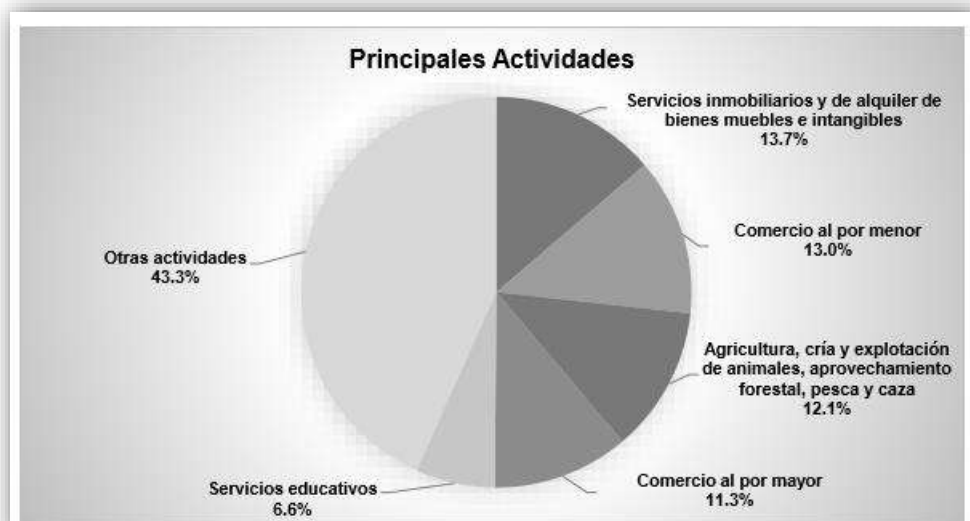 Principales Actividades
Servicios inmobiliarios y de alquiler de
bienes muebles e intangibles
13.7%
Comercio al por menor
13.0%
Agricultura, cría y explotación
de animales, aprovechamiento
forestal, pesca y caza
12.1%
Comercio al por mayor
11.3%
Servicios educativos
6.6%
Otras actividades
43.3%